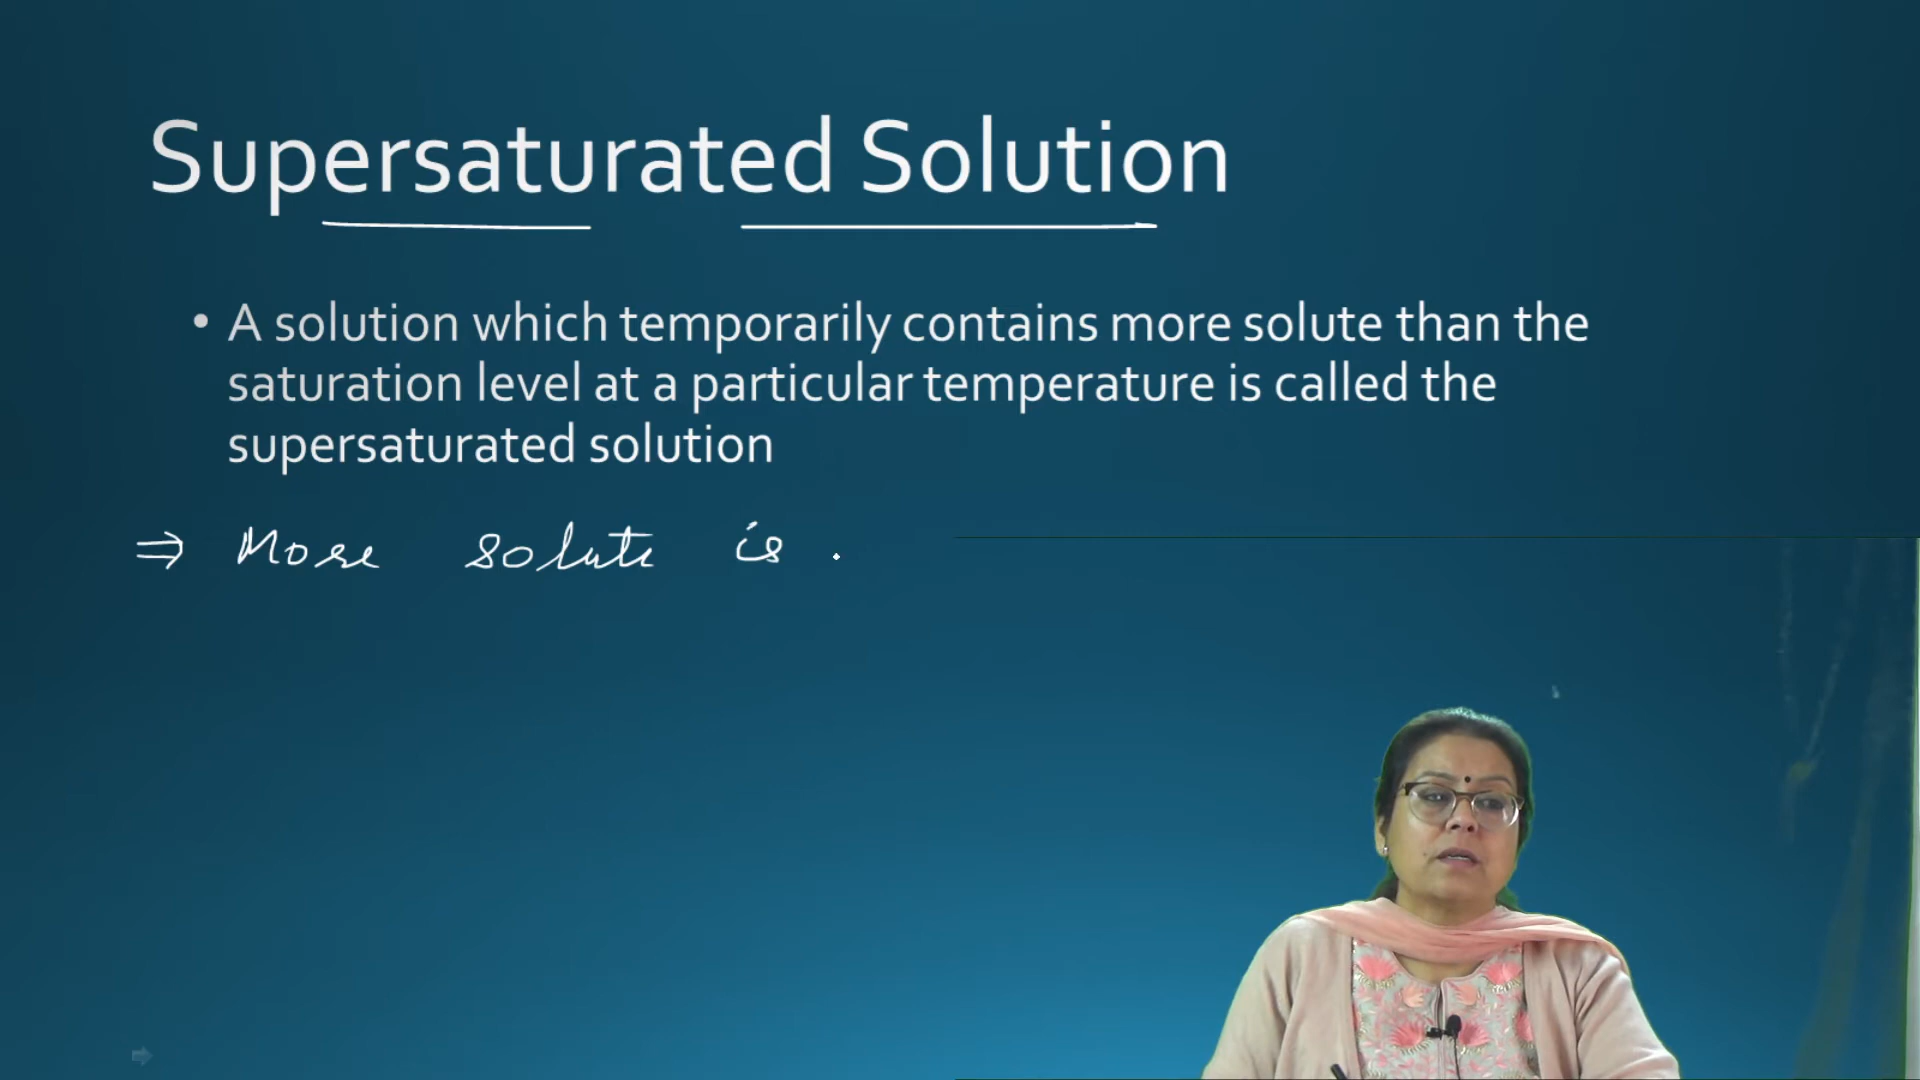 Supersaturated Solution
• A solution which temporarily contains more solute than the
saturation level at a particular temperature is called the
supersaturated solution
⇒ More solute is